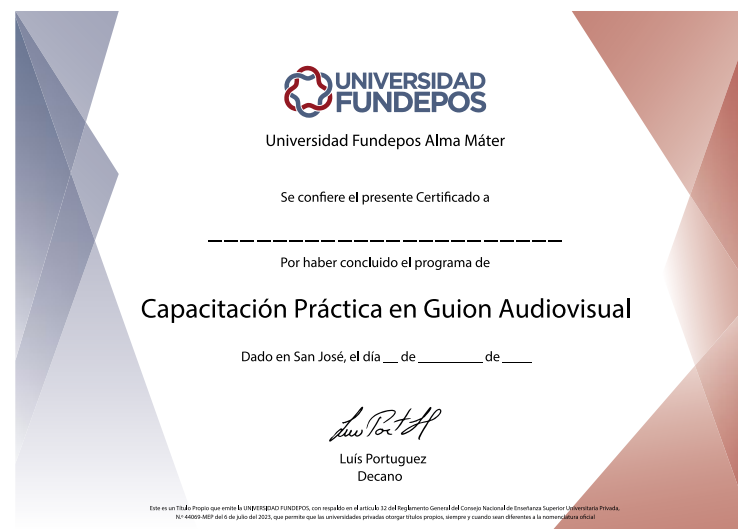 UNIVERSIDAD
FUNDEPOS
Universidad Fundepos Alma Máter
Se confiere el presente Certificado a
_______________________
Por haber concluido el programa de
Capacitación Práctica en Guion Audiovisual
Dado en San José, el día __ de _________ de ____
Luís Portuguez
Decano
Este es un Título Propio que emite la UNIVERSIDAD FUNDEPOS, con respaldo en el artículo 32 del Reglamento General del Consejo Nacional de Enseñanza Superior Universitaria Privada,
N.º 44069-MEP del 6 de julio del 2023, que permite que las universidades privadas otorgar títulos propios, siempre y cuando sean diferentes a la nomenclatura oficial